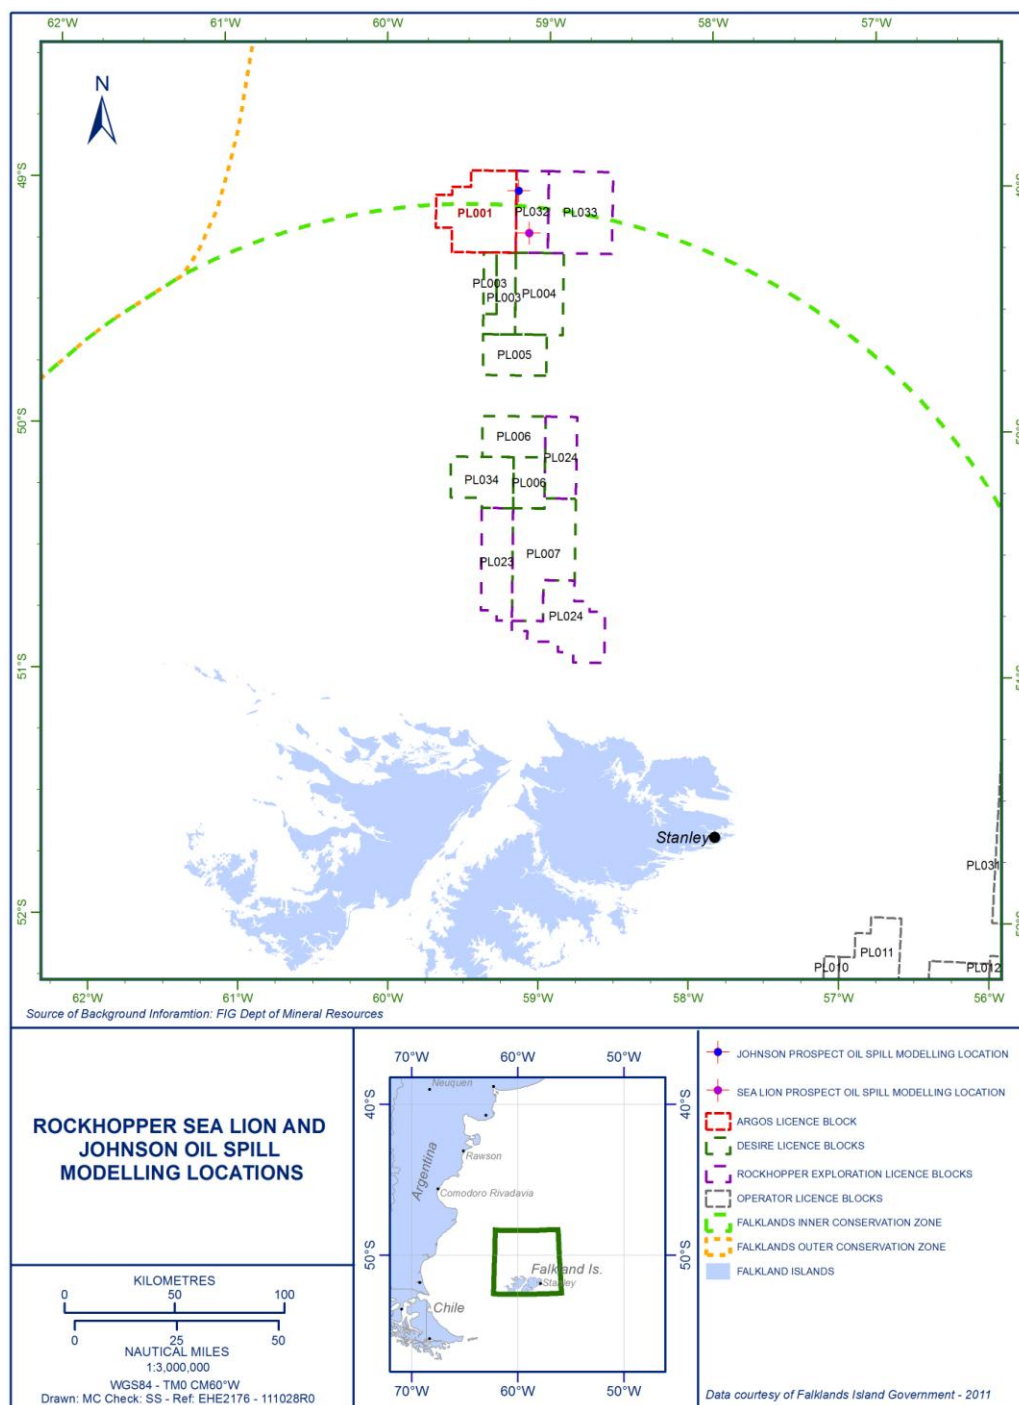 62°W
61°W
60°W
59°W
58°W
57°W
N
49°S
49°S
PL001
PL032
PL033
PL003
PL003
PL004
PL005
50°S
50°S
PL006
PL024
PL034
PL006
PL023
PL007
PL024
51°S
51°S
Stanley
PL031
52°S
52°S
PL011
PL010
PL012
62°W
61°W
60°W
59°W
58°W
57°W
56°W
Source of Background Inforamtion: FIG Dept of Mineral Resources
ROCKHOPPER SEA LION AND
JOHNSON OIL SPILL
MODELLING LOCATIONS
KILOMETRES
0 50 100
0 25 50
NAUTICAL MILES
1:3,000,000
WGS84 - TM0 CM60°W
Drawn: MC Check: SS - Ref: EHE2176 - 111028R0
70°W
60°W
50°W
Neuquen
40°S
40°S
Argentina
Rawson
Comodoro Rivadavia
50°S
50°S
Falkland Is.
Stanley
Chile
70°W
60°W
50°W
JOHNSON PROSPECT OIL SPILL MODELLING LOCATION
SEA LION PROSPECT OIL SPILL MODELLING LOCATION
ARGOS LICENCE BLOCK
DESIRE LICENCE BLOCKS
ROCKHOPPER EXPLORATION LICENCE BLOCKS
OPERATOR LICENCE BLOCKS
FALKLANDS INNER CONSERVATION ZONE
FALKLANDS OUTER CONSERVATION ZONE
FALKLAND ISLANDS
Data courtesy of Falklands Island Government - 2011